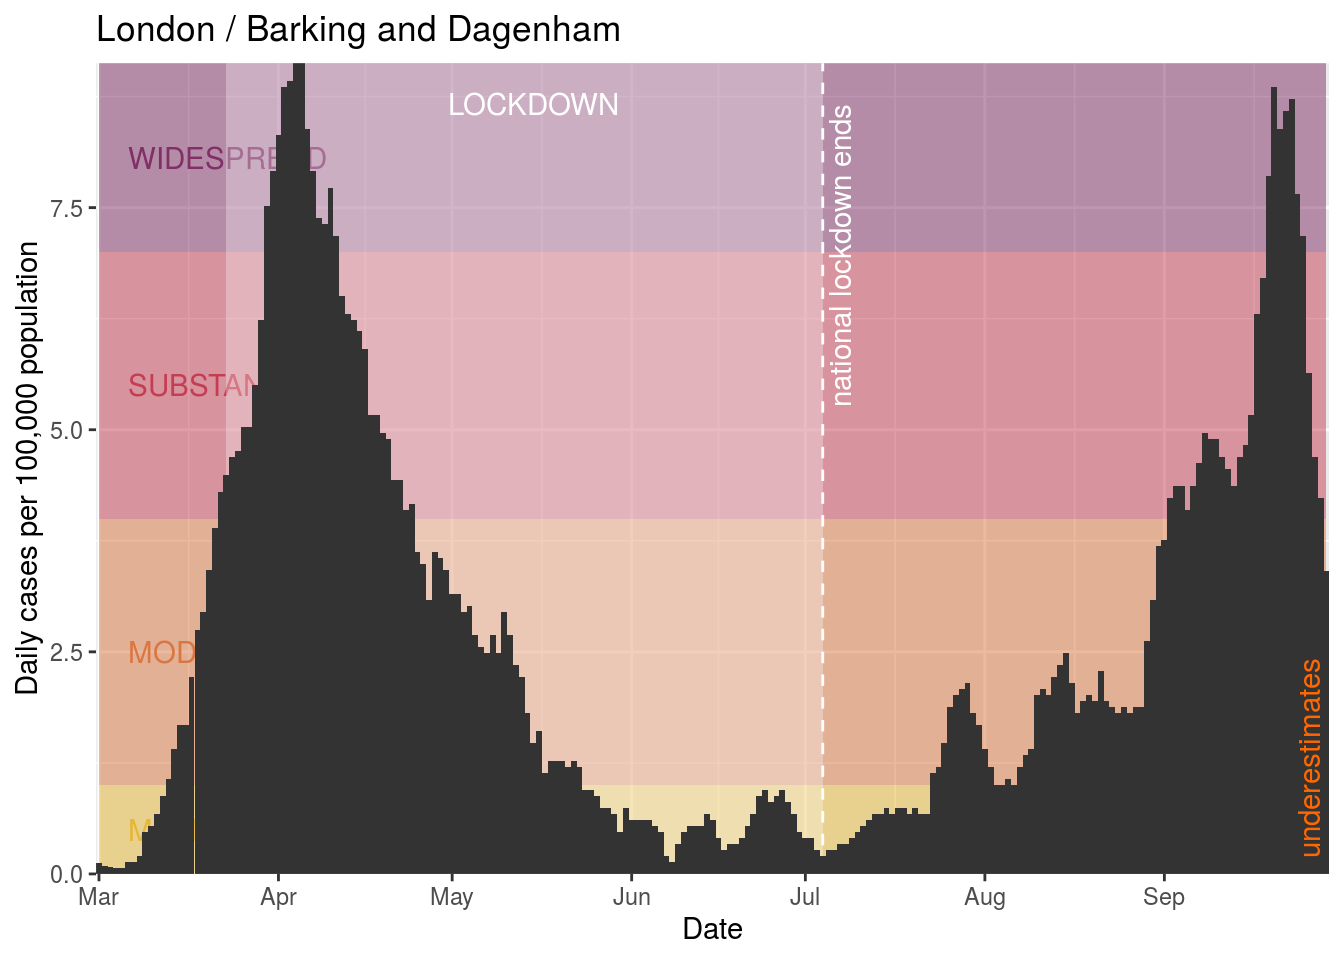 London / Barking and Dagenham
LOCKDOWN
WIDESPRE D
SUBSTAN
MOD
M
national lockdown ends
underestimates
Daily cases per 100,000 population
7.5
5.0
2.5
0.0
Mar Apr May Jun Jul Aug Sep
Date